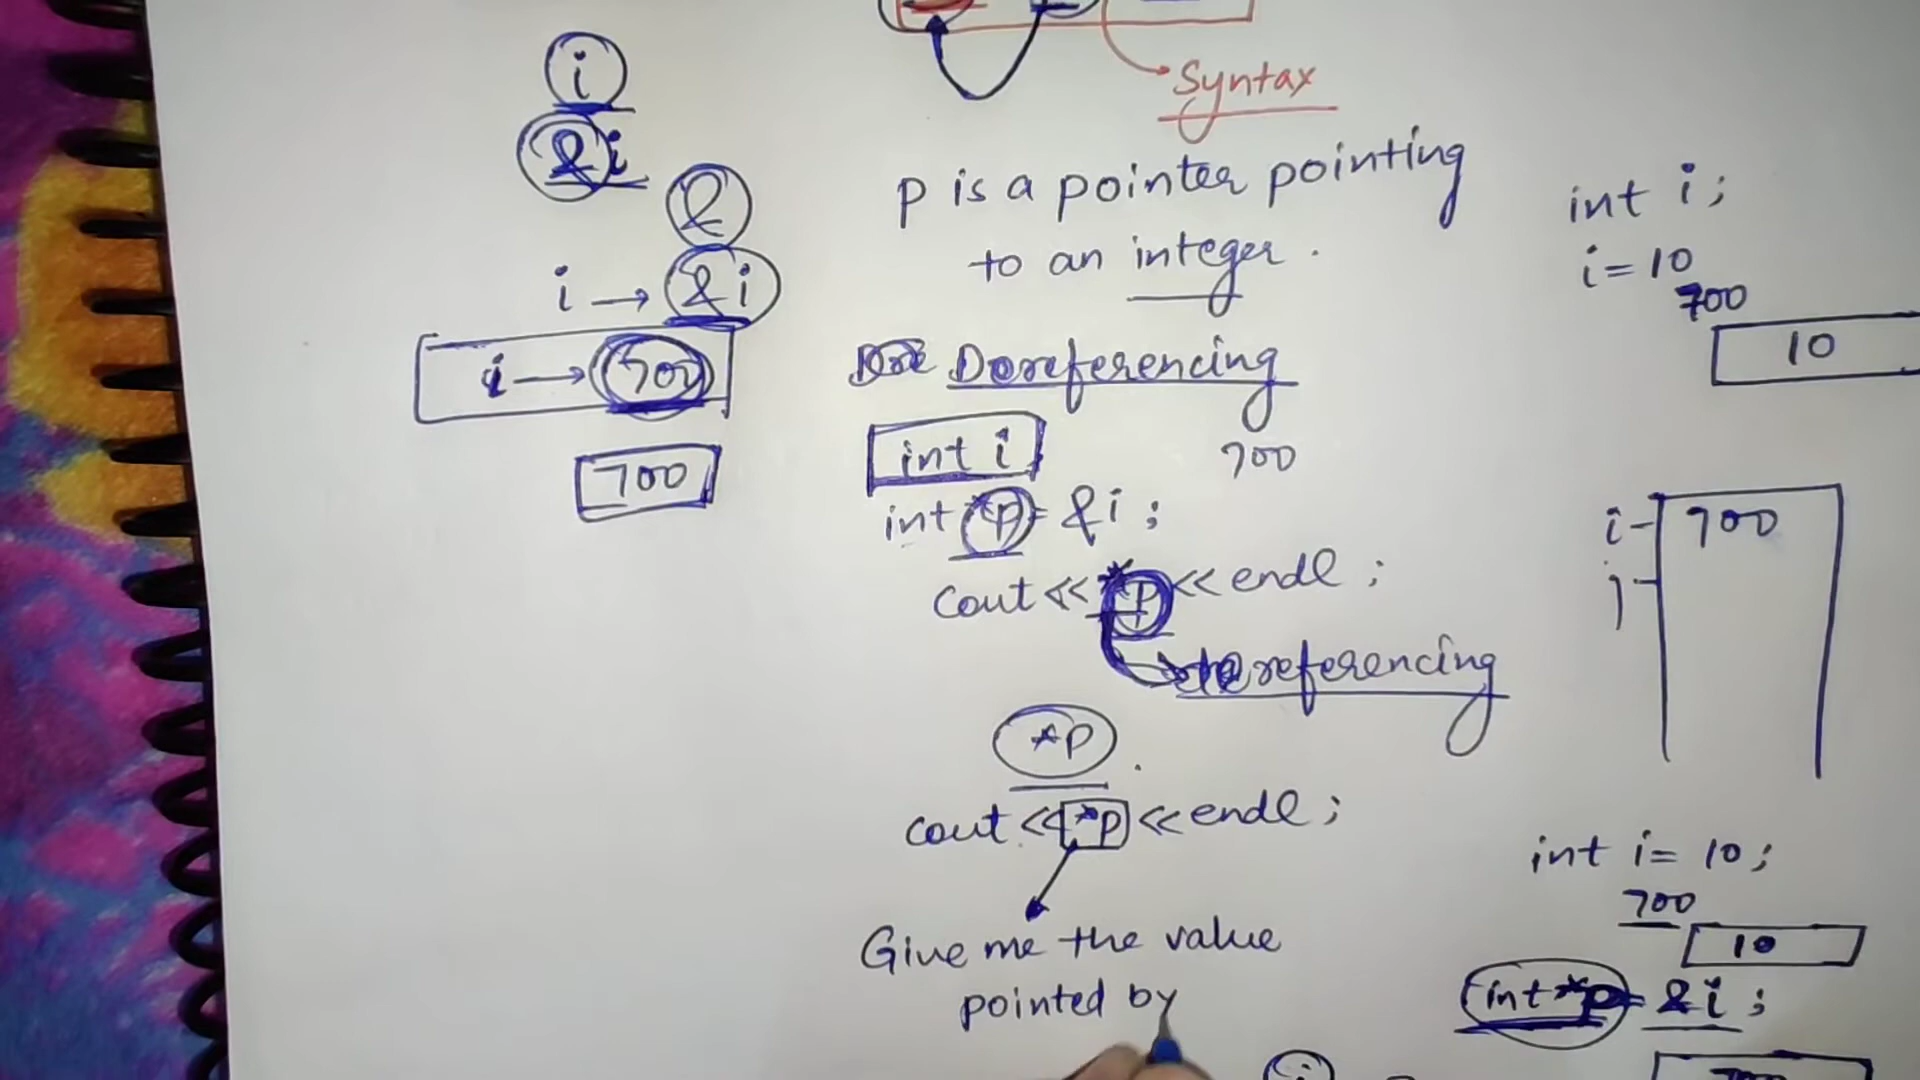 i
&i
&
i → &i
i → 700
700
Syntax
p is a pointer pointing
to an integer.
Dereferencing
int i
700
int *p = &i ;
cout << *p << endl ;
dereferencing
*p
cout << *p << endl ;
Give me the value
pointed by
int i ;
i = 10
700
10
i - 700
int i = 10 ;
700
10
int *p = &i ;